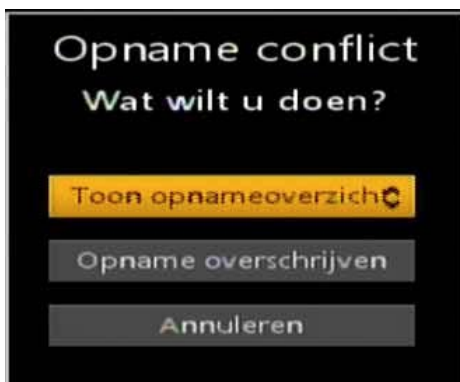 Opname conflict
Wat wilt u doen?
Toon opnameoverzich
Opname overschrijven
Annuleren